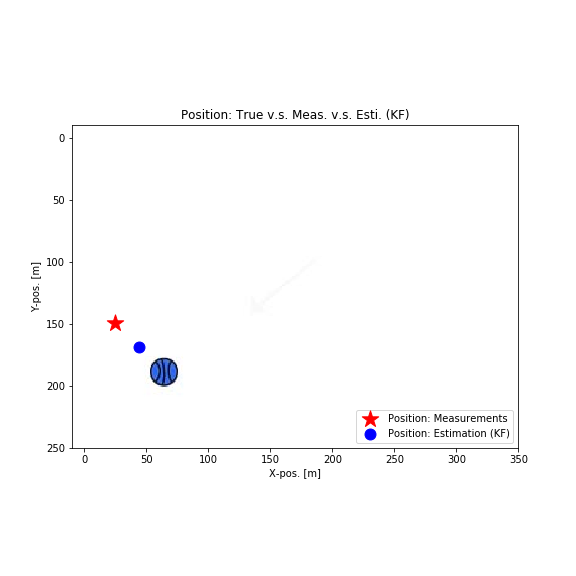 Position: True v.s. Meas. v.s. Esti. (KF)
0
50
100
150
200
250
Y-pos. [m]
0
50
100
150
200
250
300
350
X-pos. [m]
Position: Measurements
Position: Estimation (KF)